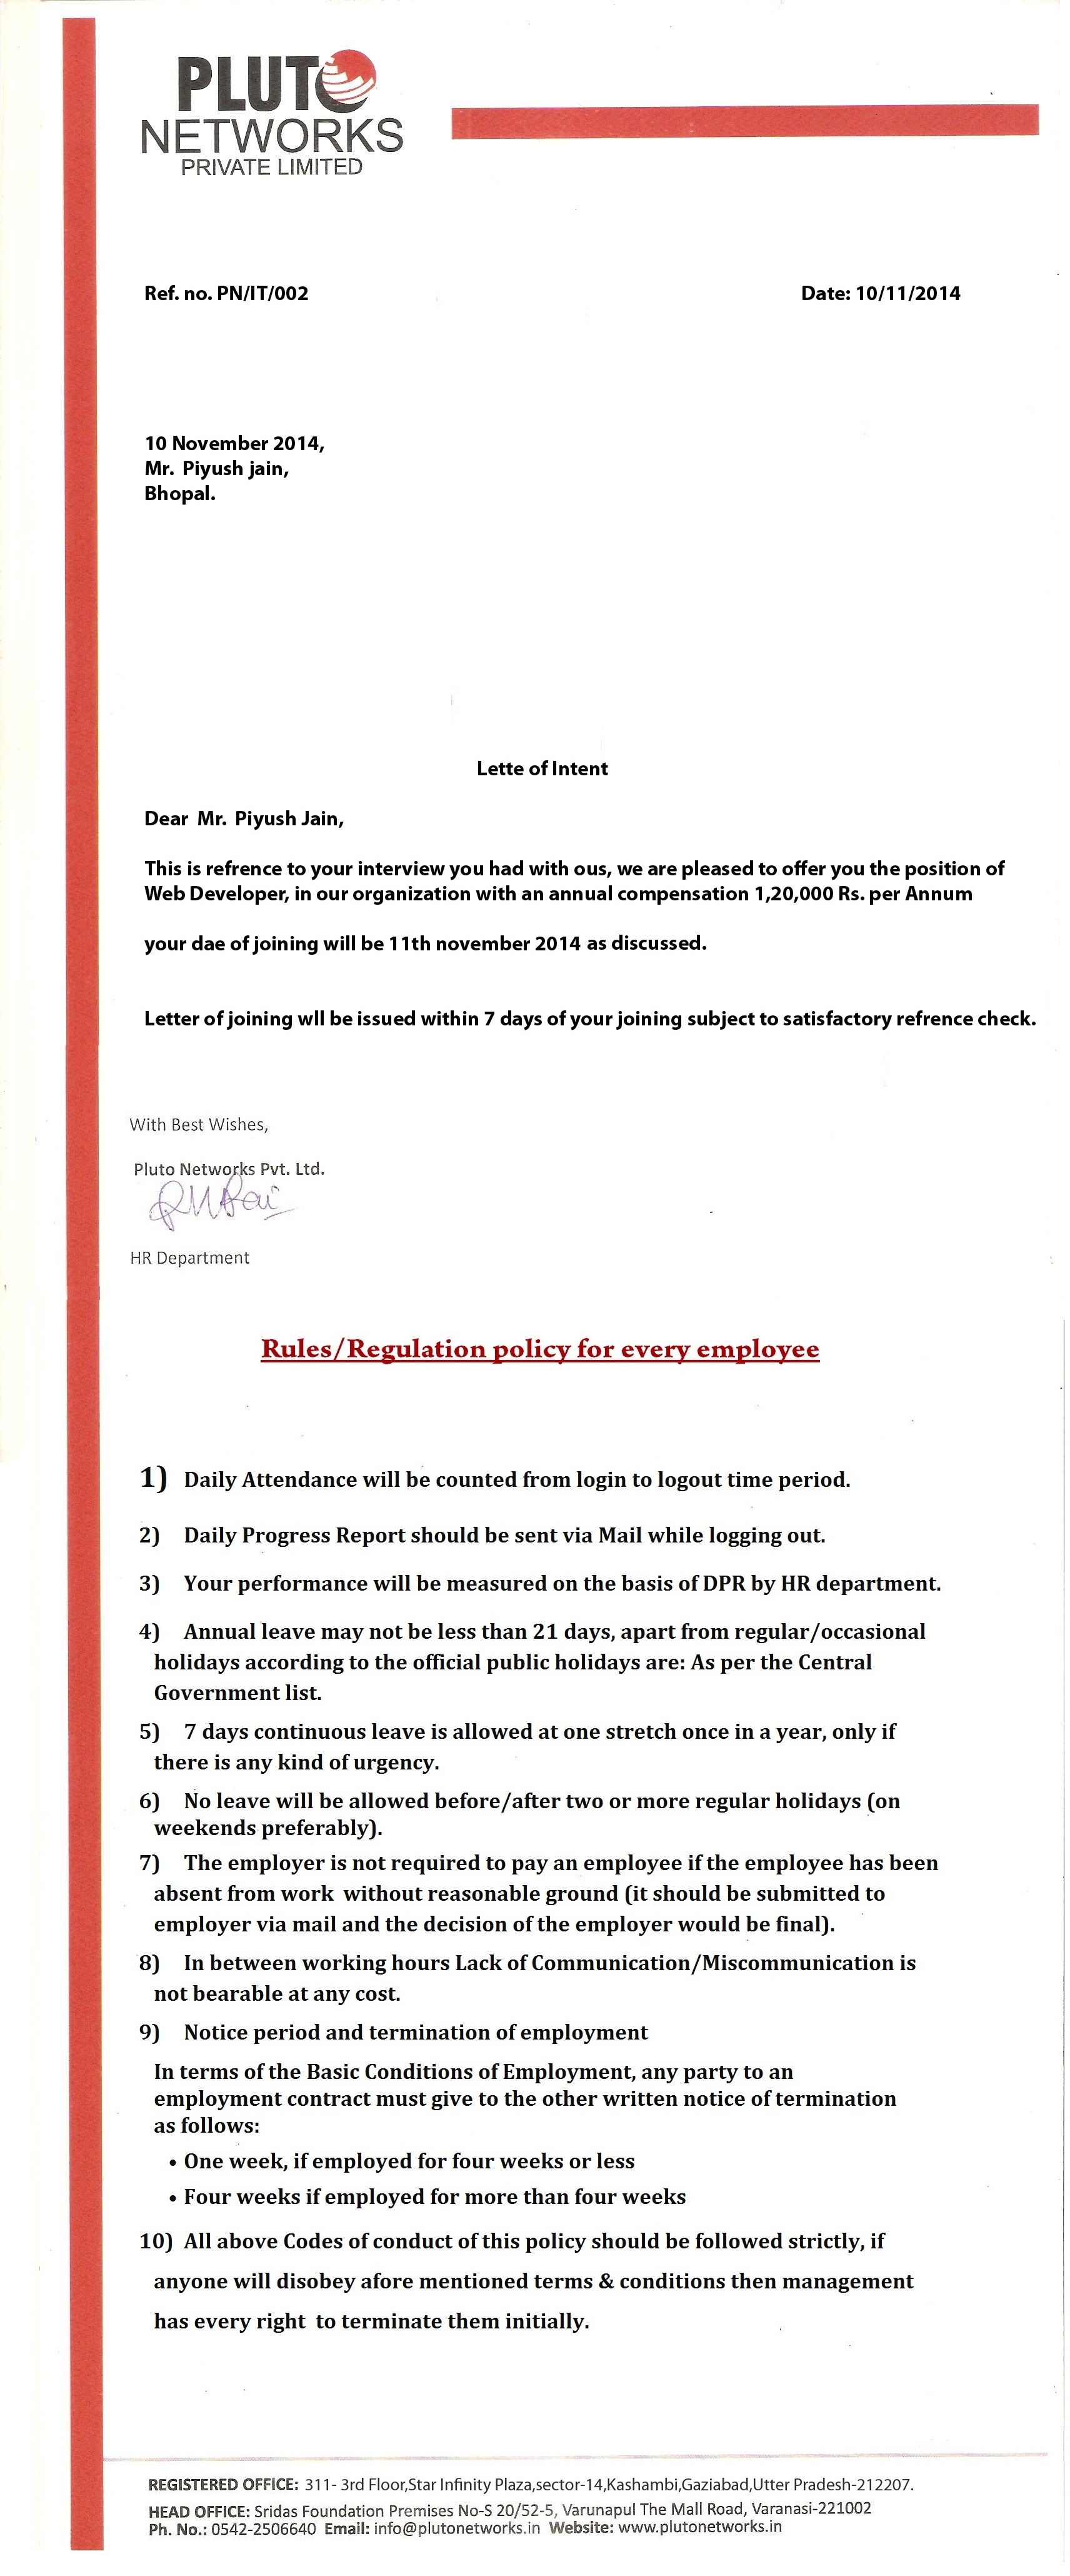 PLUTO
NETWORKS
PRIVATE LIMITED
Ref. no. PN/IT/002 Date: 10/11/2014
10 November 2014,
Mr. Piyush jain,
Bhopal.
Lette of Intent
Dear Mr. Piyush Jain,
This is refrence to your interview you had with ous, we are pleased to offer you the position of
Web Developer, in our organization with an annual compensation 1,20,000 Rs. per Annum
your dae of joining will be 11th november 2014 as discussed.
Letter of joining wll be issued within 7 days of your joining subject to satisfactory refrence check.
With Best Wishes,
Pluto Networks Pvt. Ltd.
HR Department
Rules/Regulation policy for every employee
1) Daily Attendance will be counted from login to logout time period.
2) Daily Progress Report should be sent via Mail while logging out.
3) Your performance will be measured on the basis of DPR by HR department.
4) Annual leave may not be less than 21 days, apart from regular/occasional
holidays according to the official public holidays are: As per the Central
Government list.
5) 7 days continuous leave is allowed at one stretch once in a year, only if
there is any kind of urgency.
6) No leave will be allowed before/after two or more regular holidays (on
weekends preferably).
7) The employer is not required to pay an employee if the employee has been
absent from work without reasonable ground (it should be submitted to
employer via mail and the decision of the employer would be final).
8) In between working hours Lack of Communication/Miscommunication is
not bearable at any cost.
9) Notice period and termination of employment
In terms of the Basic Conditions of Employment, any party to an
employment contract must give to the other written notice of termination
as follows:
• One week, if employed for four weeks or less
• Four weeks if employed for more than four weeks
10) All above Codes of conduct of this policy should be followed strictly, if
anyone will disobey afore mentioned terms & conditions then management
has every right to terminate them initially.
REGISTERED OFFICE: 311- 3rd Floor,Star Infinity Plaza,sector-14,Kashambi,Gaziabad,Utter Pradesh-212207.
HEAD OFFICE: Sridas Foundation Premises No-S 20/52-5, Varunapul The Mall Road, Varanasi-221002
Ph. No.: 0542-2506640 Email: info@plutonetworks.in Website: www.plutonetworks.in